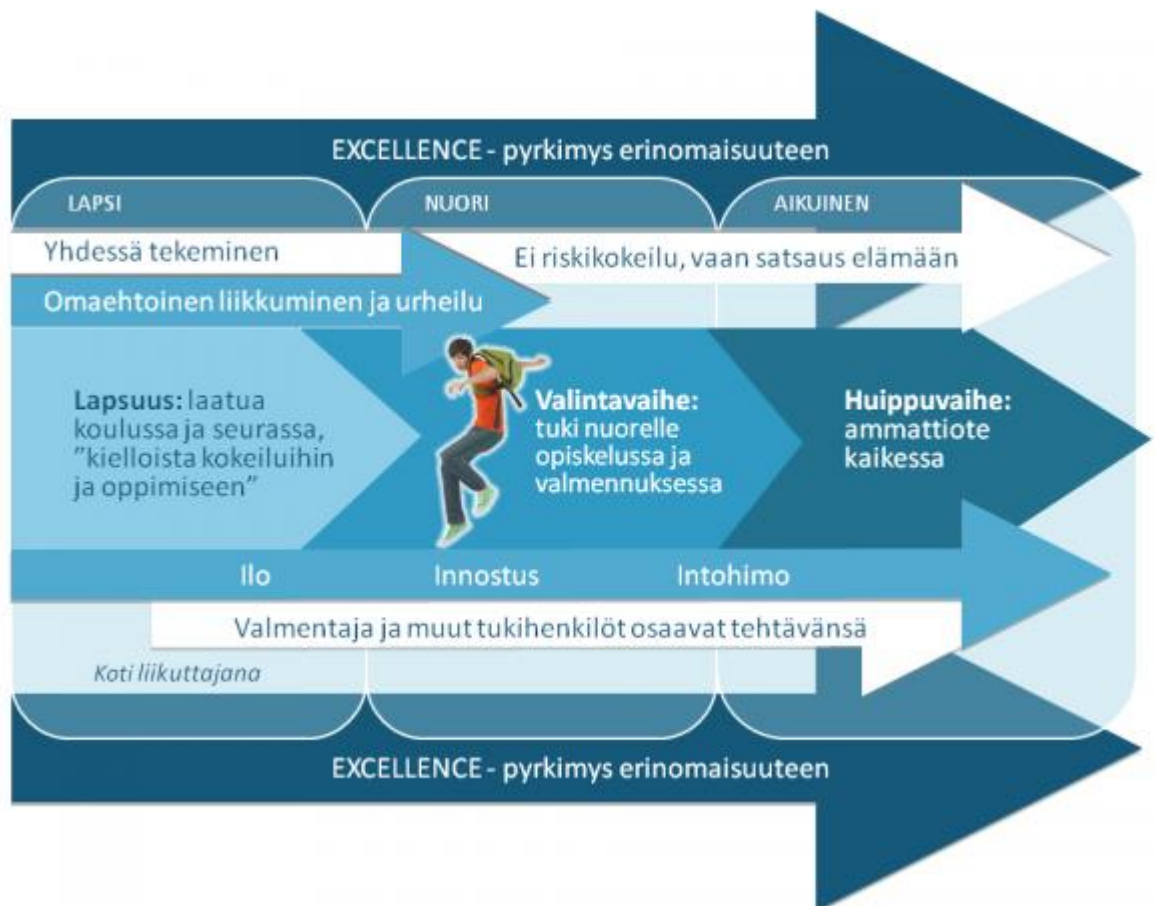 EXCELLENCE - pyrkimys erinomaisuuteen
LAPSI
NUORI
AIKUINEN
Yhdessä tekeminen
Ei riskikokeilu, vaan satsaus elämään
Omaehtoinen liikkuminen ja urheilu
Lapsuus: laatua
koulussa ja seurassa,
”kielloista kokeiluihin
ja oppimiseen”
Valintavaihe:
tuki nuorelle
opiskelussa ja
valmennuksessa
Huippuvaihe:
ammattiote
kaikessa
Ilo
Innostus
Intohimo
Valmentaja ja muut tukihenkilöt osaavat tehtävänsä
Koti liikuttajana
EXCELLENCE - pyrkimys erinomaisuuteen